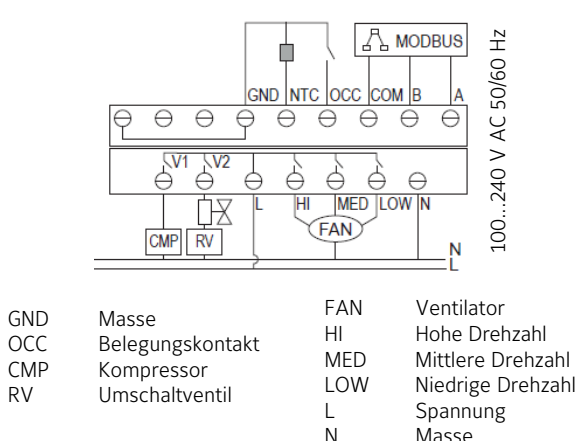 MODBUS
GND NTC OCC COM B A
V1 V2
L HI MED LOW N
FAN
CMP RV
N
L
100...240 V AC 50/60 Hz
GND Masse
OCC Belegungskontakt
CMP Kompressor
RV Umschaltventil
FAN Ventilator
HI Hohe Drehzahl
MED Mittlere Drehzahl
LOW Niedrige Drehzahl
L Spannung
N Masse